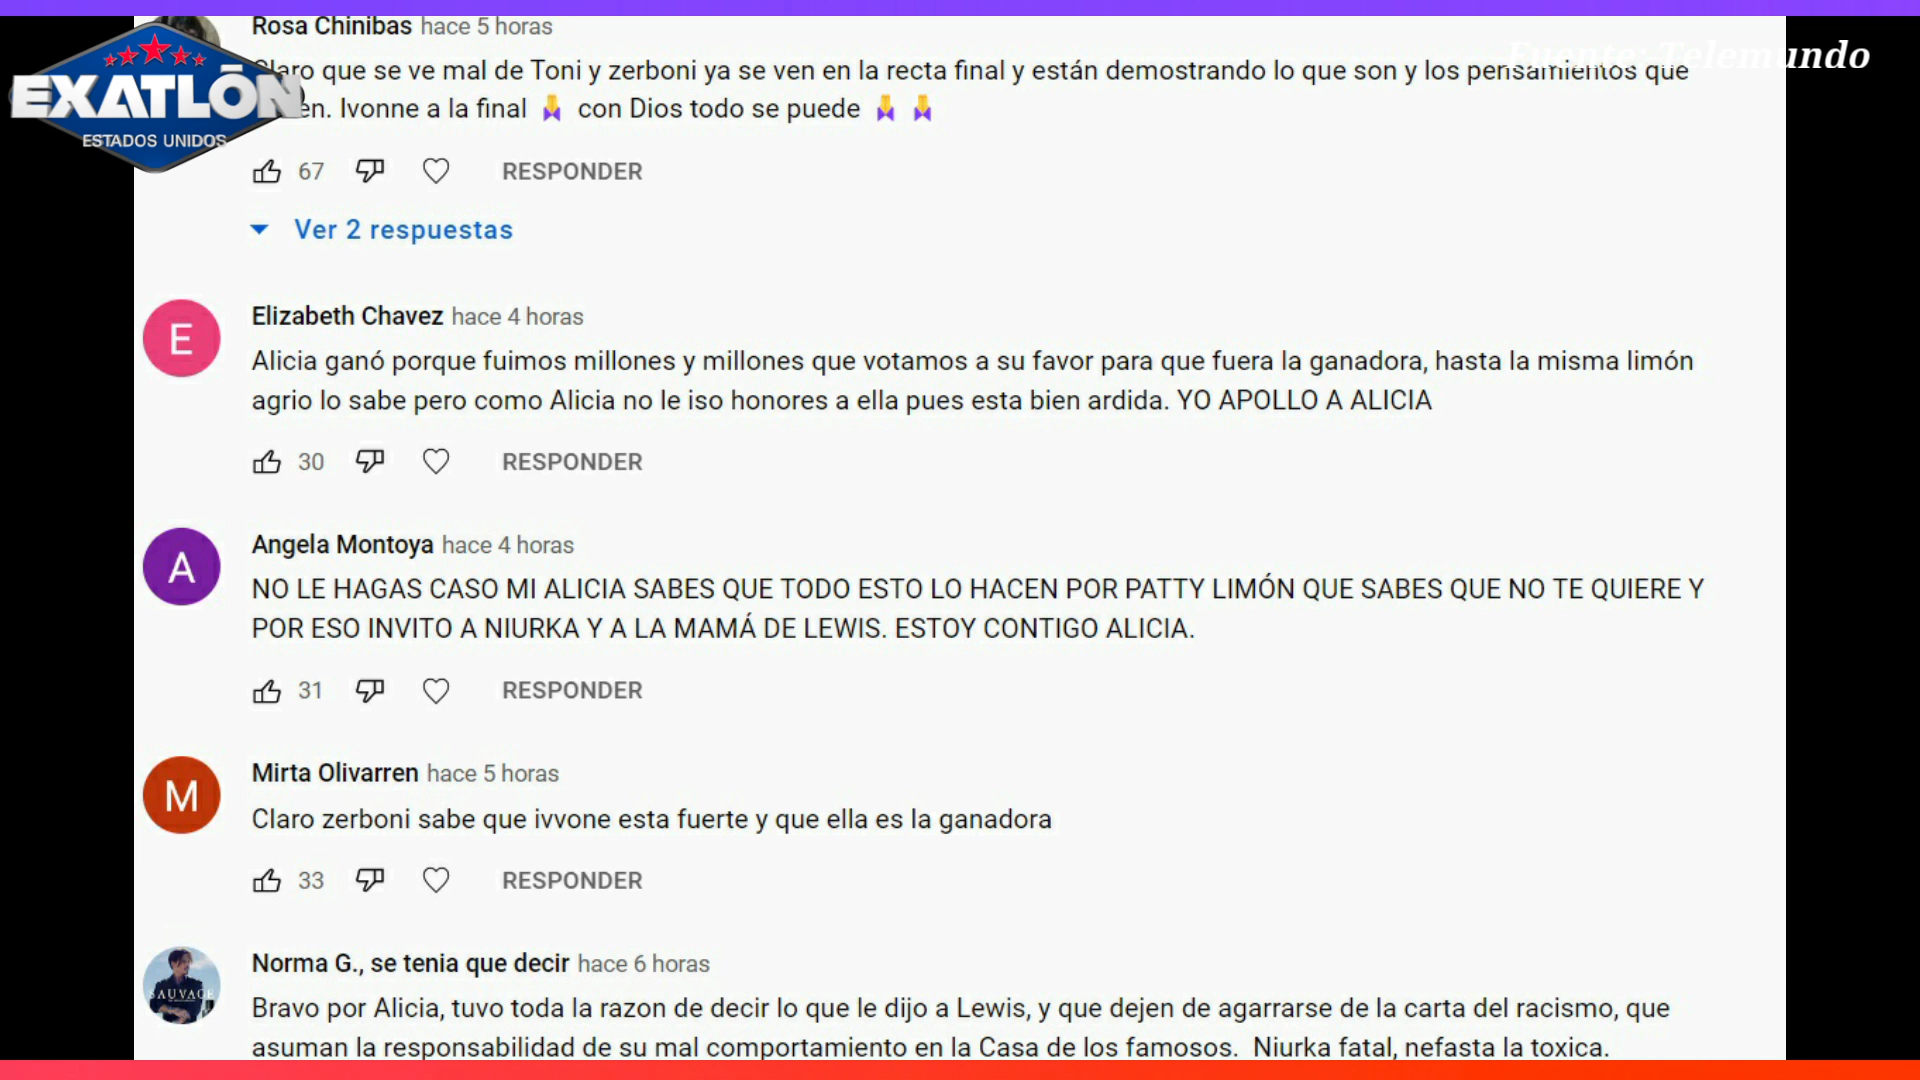 Rosa Chinibas hace 5 horas
Fuente: Telemundo
Claro que se ve mal de Toni y zerboni ya se ven en la recta final y están demostrando lo que son y los pensamientos que
en. Ivonne a la final con Dios todo se puede
EXATLÓN
ESTADOS UNIDOS
67 RESPONDER
Ver 2 respuestas
E
Elizabeth Chavez hace 4 horas
Alicia ganó porque fuimos millones y millones que votamos a su favor para que fuera la ganadora, hasta la misma limón
agrio lo sabe pero como Alicia no le iso honores a ella pues esta bien ardida. YO APOLLO A ALICIA
30 RESPONDER
A
Angela Montoya hace 4 horas
NO LE HAGAS CASO MI ALICIA SABES QUE TODO ESTO LO HACEN POR PATTY LIMÓN QUE SABES QUE NO TE QUIERE Y
POR ESO INVITO A NIURKA Y A LA MAMÁ DE LEWIS. ESTOY CONTIGO ALICIA.
31 RESPONDER
M
Mirta Olivarren hace 5 horas
Claro zerboni sabe que ivvone esta fuerte y que ella es la ganadora
33 RESPONDER
SAUVAGE
Norma G., se tenia que decir hace 6 horas
Bravo por Alicia, tuvo toda la razon de decir lo que le dijo a Lewis, y que dejen de agarrarse de la carta del racismo, que
asuman la responsabilidad de su mal comportamiento en la Casa de los famosos. Niurka fatal, nefasta la toxica.